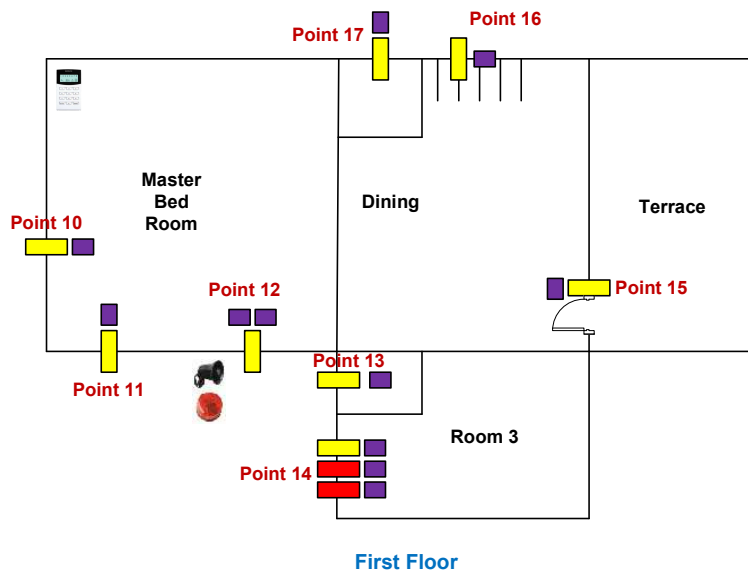 Point 17
Point 16
Master
Bed
Room
Dining
Terrace
Point 10
Point 12
Point 15
Point 11
Point 13
Room 3
Point 14
First Floor